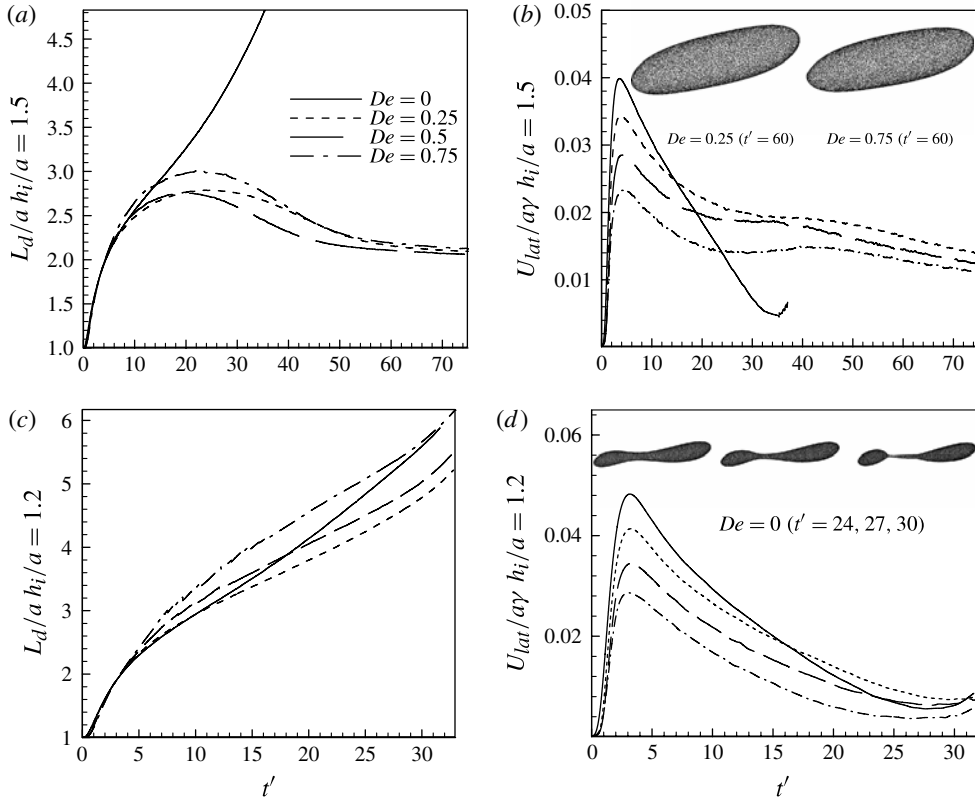 (a)
4.5
4.0
3.5
3.0
2.5
2.0
1.5
1.0
L_d/a h_i/a = 1.5
De = 0
De = 0.25
De = 0.5
De = 0.75
0 10 20 30 40 50 60 70
(b)
0.05
0.04
0.03
0.02
0.01
U_lat/aγ h_i/a = 1.5
De = 0.25 (t′ = 60)
De = 0.75 (t′ = 60)
0 10 20 30 40 50 60 70
(c)
6
5
4
3
2
1
L_d/a h_i/a = 1.2
0 5 10 15 20 25 30
t′
(d)
0.06
0.04
0.02
U_lat/aγ h_i/a = 1.2
De = 0 (t′ = 24, 27, 30)
0 5 10 15 20 25 30
t′